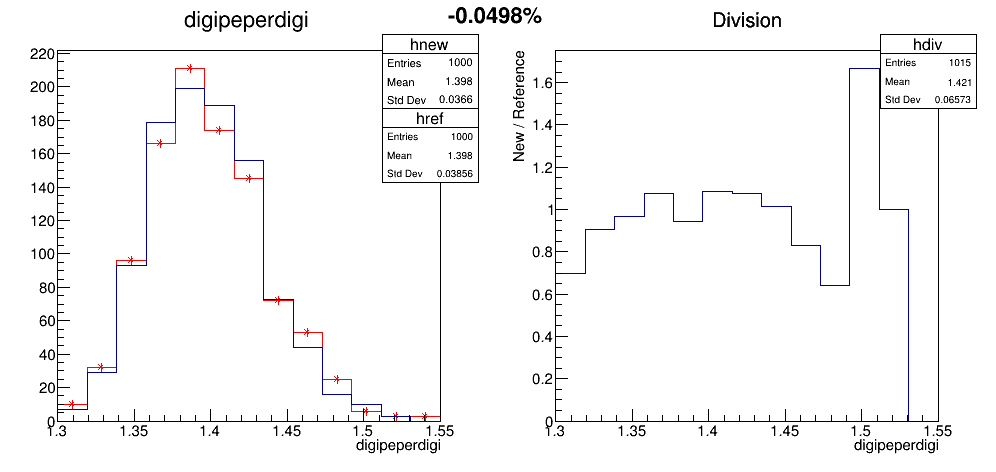 -0.0498%
digipeperdigi
hnew
Entries 1000
Mean 1.398
Std Dev 0.0366
href
Entries 1000
Mean 1.398
Std Dev 0.03856
220
200
180
160
140
120
100
80
60
40
20
0
1.3 1.35 1.4 1.45 1.5 1.55
digipeperdigi
Division
hdiv
Entries 1015
Mean 1.421
Std Dev 0.06573
New / Reference
1.6
1.4
1.2
1
0.8
0.6
0.4
0.2
0
1.3 1.35 1.4 1.45 1.5 1.55
digipeperdigi